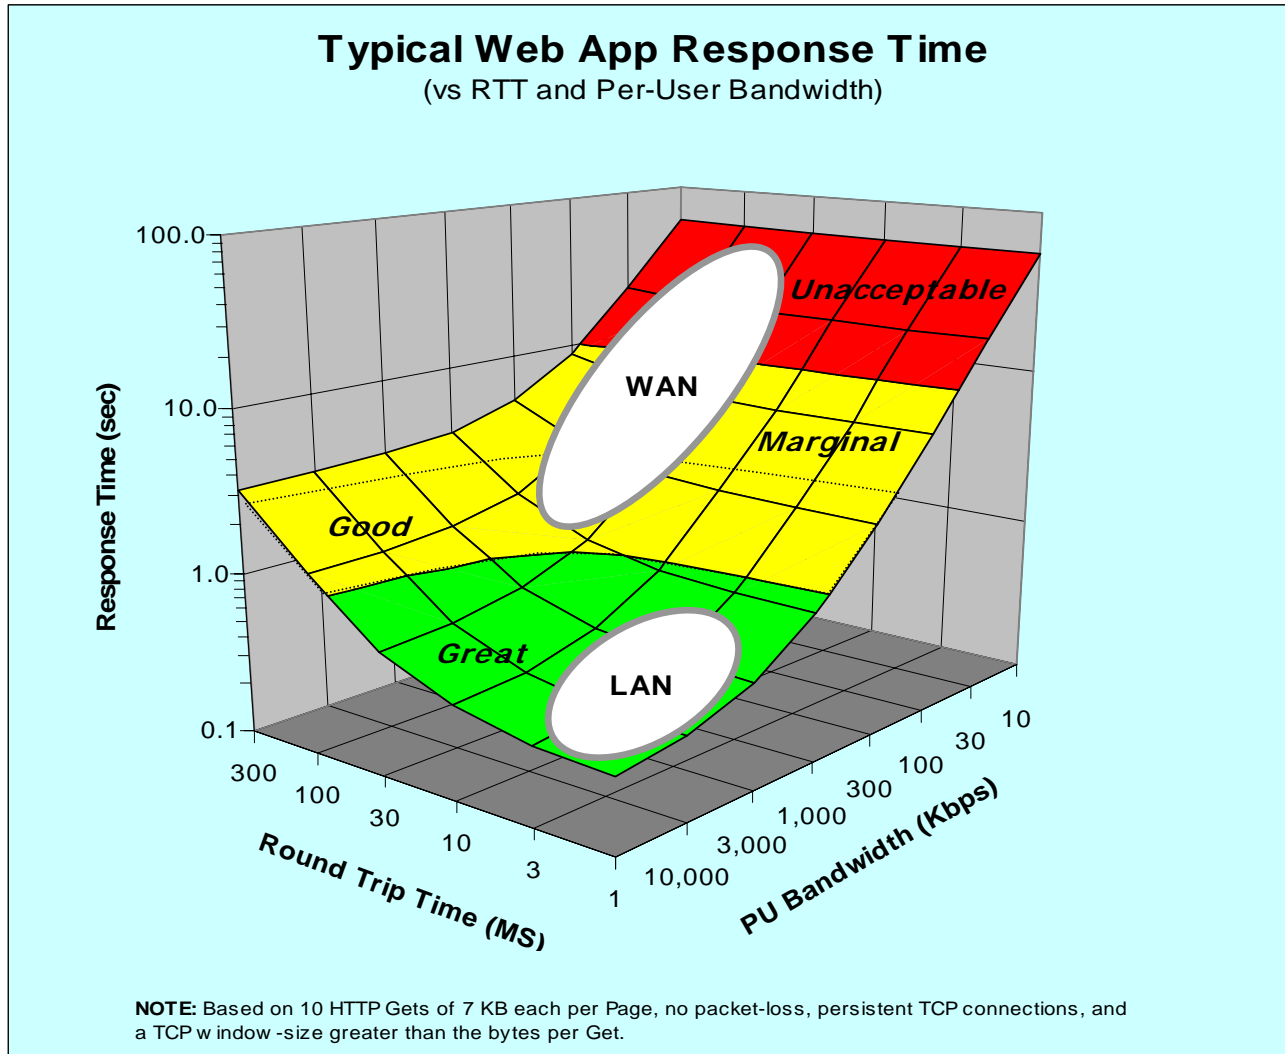 Typical Web App Response Time
(vs RTT and Per-User Bandwidth)
100.0
10.0
1.0
0.1
Response Time (sec)
Unacceptable
WAN
Marginal
Good
Great
LAN
300
100
30
10
3
1
Round Trip Time (MS)
10,000
3,000
1,000
300
100
30
10
PU Bandwidth (Kbps)
NOTE: Based on 10 HTTP Gets of 7 KB each per Page, no packet-loss, persistent TCP connections, and
a TCP window-size greater than the bytes per Get.